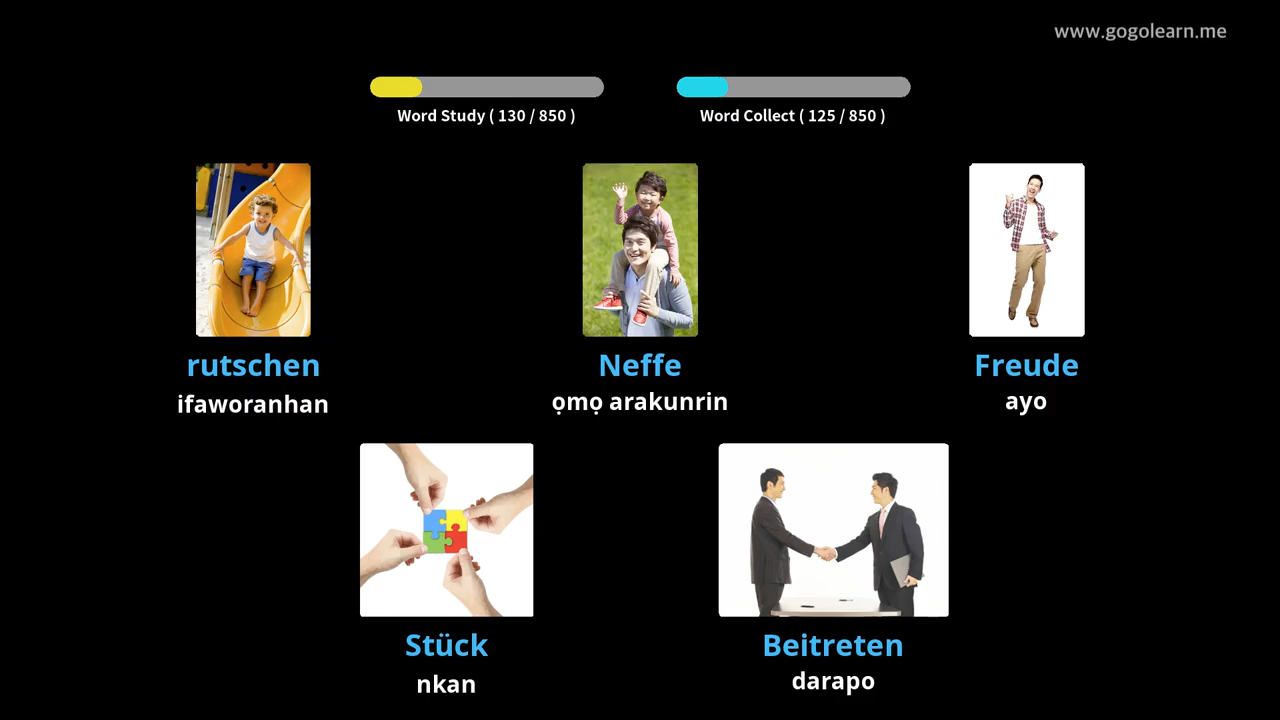 www.gogolearn.me
Word Study ( 130 / 850 )
Word Collect ( 125 / 850 )
rutschen
ifaworanhan
Neffe
ọmọ arakunrin
Freude
ayo
Stück
nkan
Beitreten
darapo